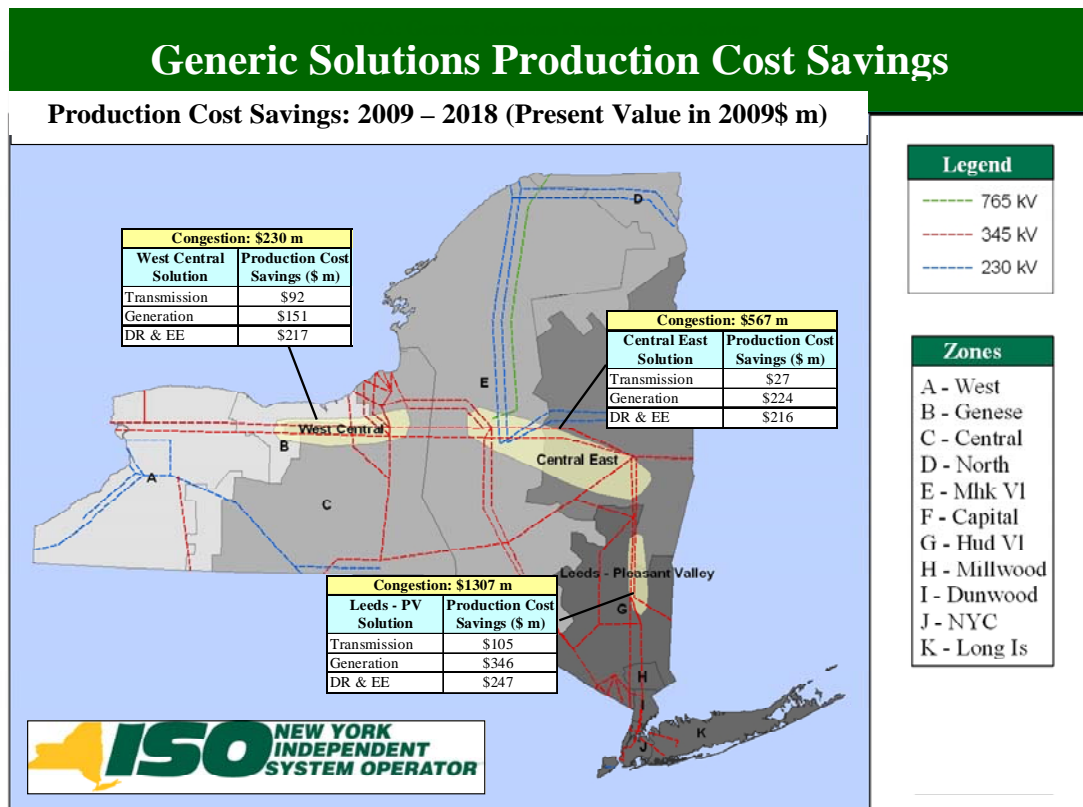 Generic Solutions Production Cost Savings
Production Cost Savings: 2009 – 2018 (Present Value in 2009$ m)
Legend
765 kV
345 kV
230 kV
Zones
A - West
B - Genese
C - Central
D - North
E - Mhk Vl
F - Capital
G - Hud Vl
H - Millwood
I - Dunwood
J - NYC
K - Long Is
Congestion: $230 m
West Central Solution Production Cost Savings ($ m)
Transmission $92
Generation $151
DR & EE $217
Congestion: $567 m
Central East Solution Production Cost Savings ($ m)
Transmission $27
Generation $224
DR & EE $216
Congestion: $1307 m
Leeds - PV Solution Production Cost Savings ($ m)
Transmission $105
Generation $346
DR & EE $247
D
E
West Central
B
Central East
A
C
Leeds - Pleasant Valley
G
H
I
K
J
ISO NEW YORK
INDEPENDENT
SYSTEM OPERATOR